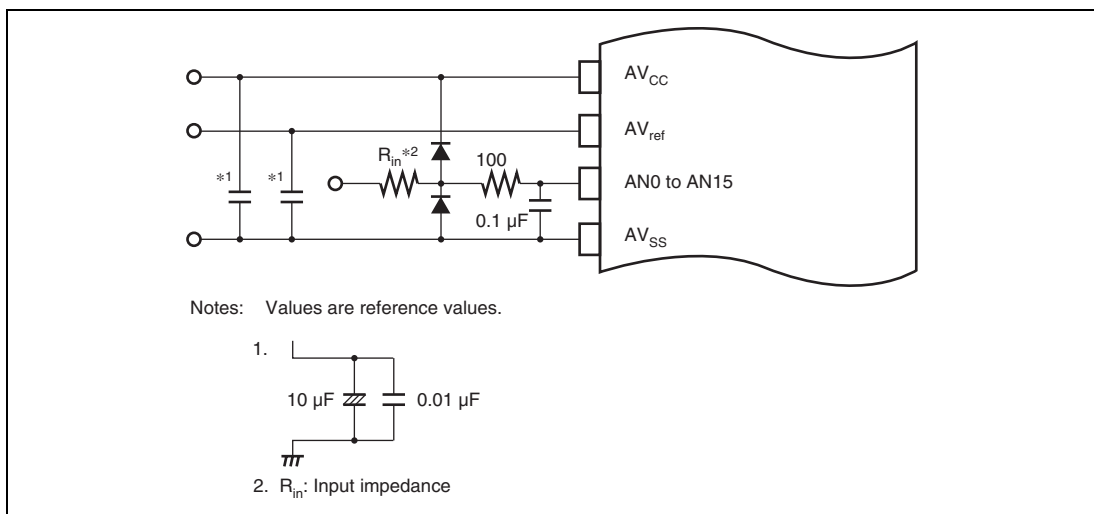 AVCC
AVref
Rin*2
100
*1
*1
AN0 to AN15
0.1 µF
AVSS
Notes: Values are reference values.
1.
10 µF
0.01 µF
2. Rin: Input impedance